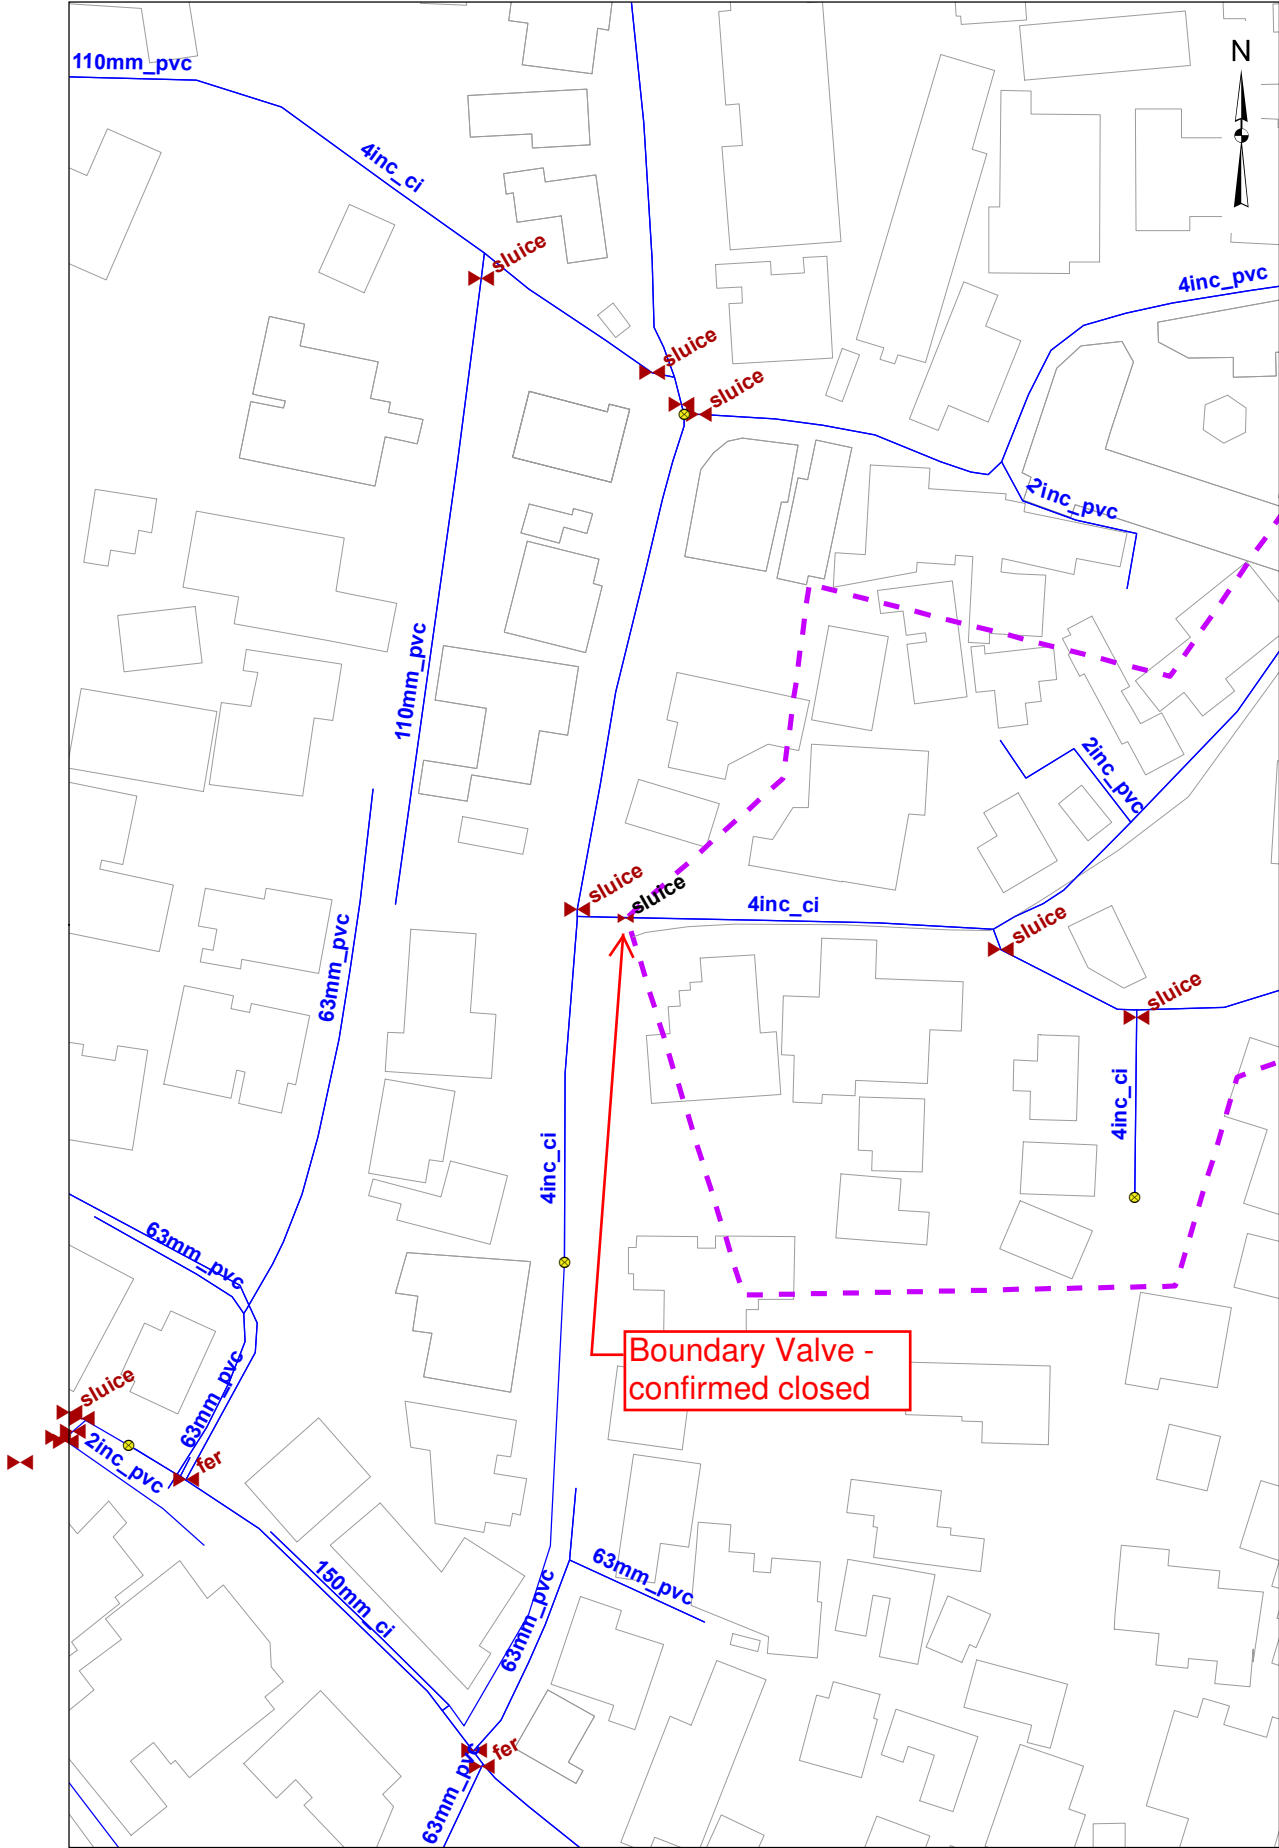 110mm_pvc
N
4inc_ci
sluice
4inc_pvc
sluice
sluice
2inc_pvc
110mm_pvc
2inc_pvc
sluice
sluice
4inc_ci
sluice
63mm_pvc
sluice
4inc_ci
4inc_ci
63mm_pvc
Boundary Valve -
confirmed closed
sluice
63mm_pvc
2inc_pvc
fer
150mm_ci
63mm_pvc
63mm_pvc
fer
63mm_pvc